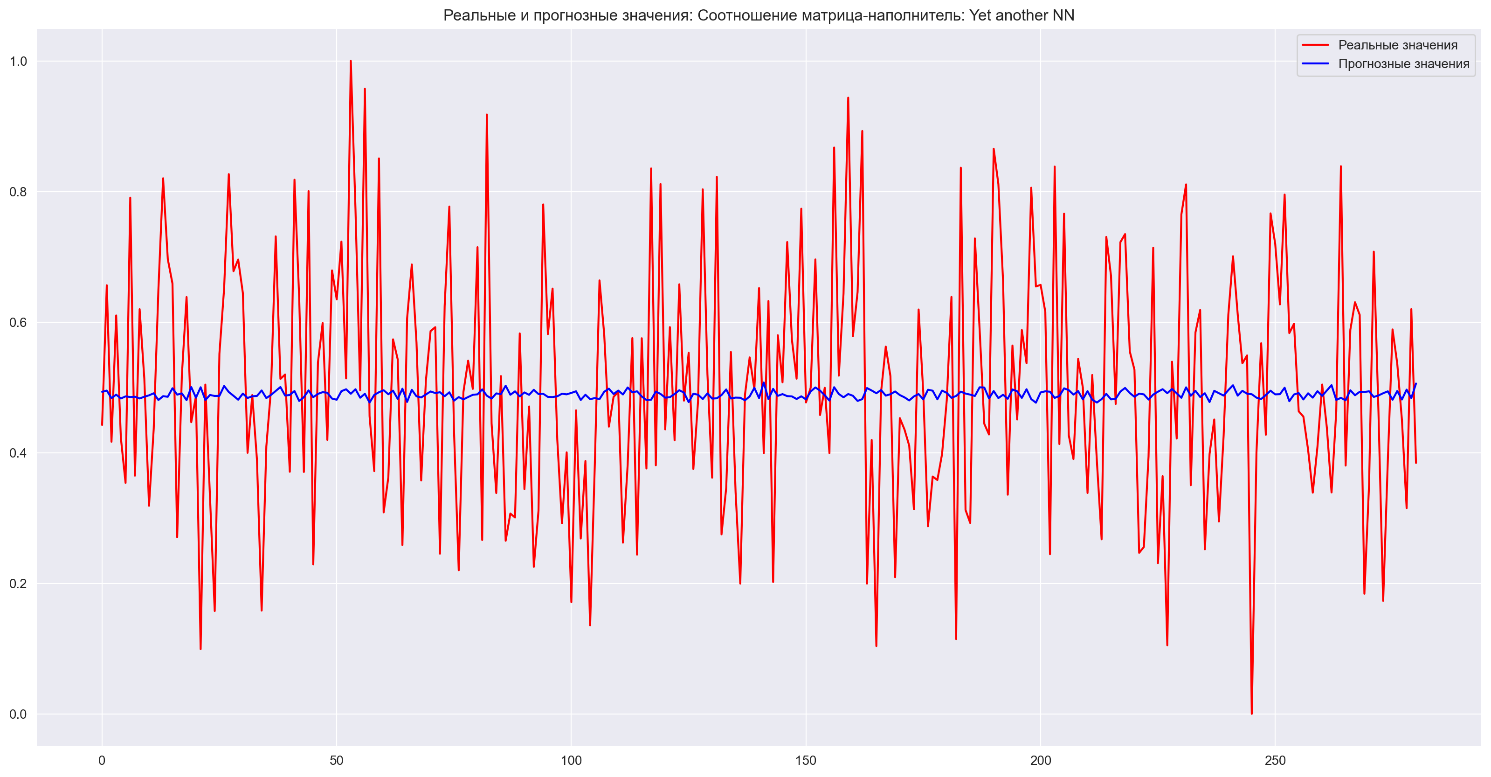 Реальные и прогнозные значения: Соотношение матрица-наполнитель: Yet another NN
Реальные значения
Прогнозные значения
1.0
0.8
0.6
0.4
0.2
0.0
0 50 100 150 200 250